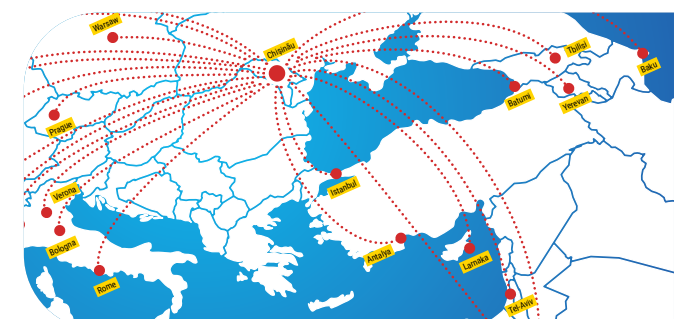 Warsaw
Chișinău
Tbilisi
Baku
Batumi
Yerevan
Prague
Istanbul
Verona
Bologna
Rome
Antalya
Larnaka
Tel-Aviv